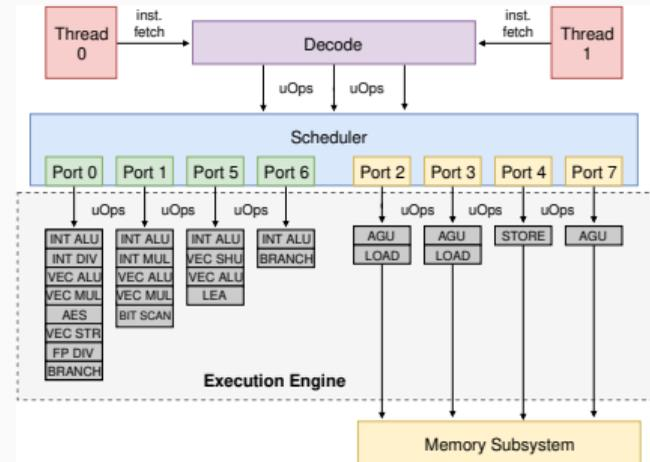 Thread
0
inst.
fetch
Decode
inst.
fetch
Thread
1
uOps
uOps
Scheduler
Port 0
Port 1
Port 5
Port 6
Port 2
Port 3
Port 4
Port 7
uOps
uOps
uOps
uOps
uOps
uOps
INT ALU
INT DIV
VEC ALU
VEC MUL
AES
VEC STR
FP DIV
BRANCH
INT ALU
INT MUL
VEC ALU
VEC MUL
BIT SCAN
INT ALU
VEC SHU
VEC ALU
LEA
INT ALU
BRANCH
AGU
LOAD
AGU
LOAD
STORE
AGU
Execution Engine
Memory Subsystem